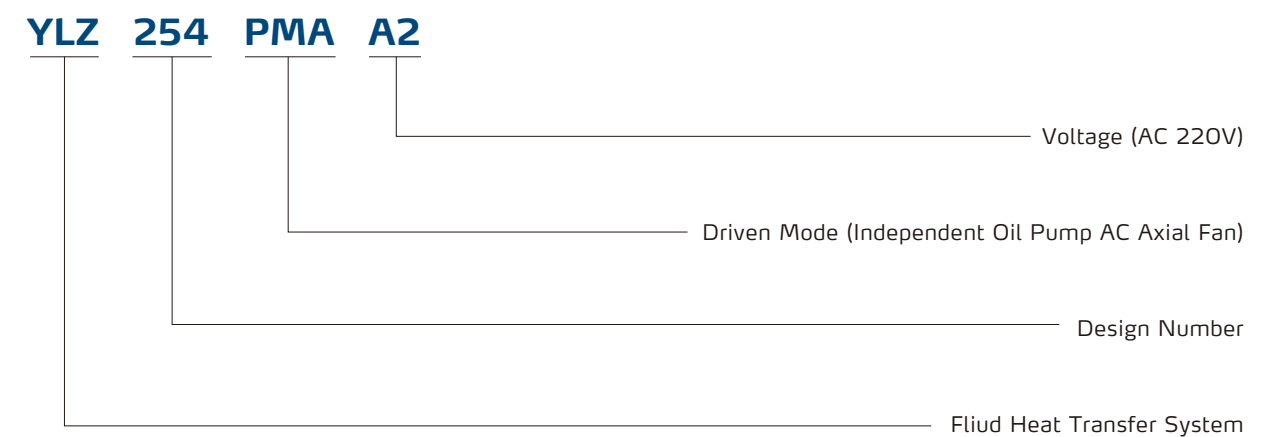 YLZ 254 PMA A2
Voltage (AC 220V)
Driven Mode (Independent Oil Pump AC Axial Fan)
Design Number
Fliud Heat Transfer System